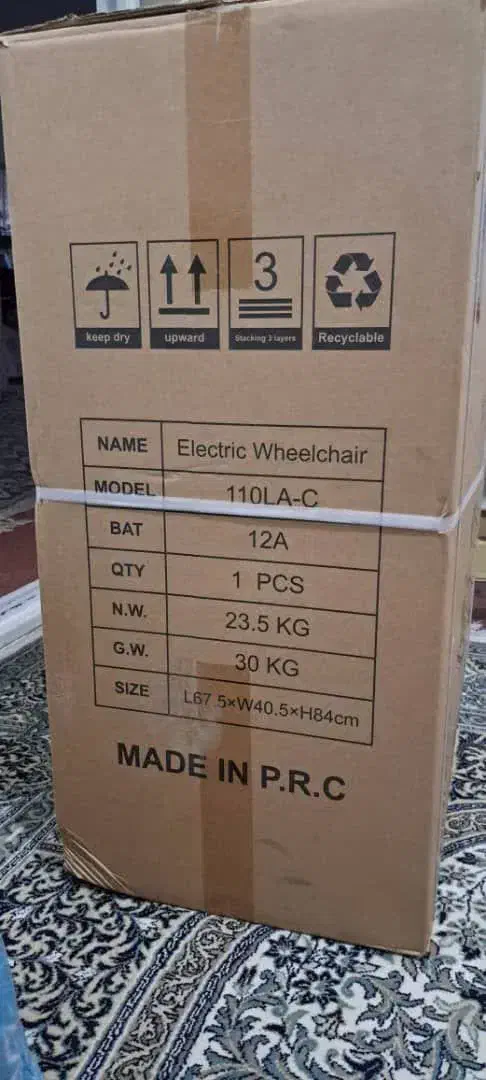 keep dry
upward
3
Stacking 3 layers
Recyclable
NAME Electric Wheelchair
MODEL 110LA-C
BAT 12A
QTY 1 PCS
N.W. 23.5 KG
G.W. 30 KG
SIZE L67.5×W40.5×H84cm
MADE IN P.R.C